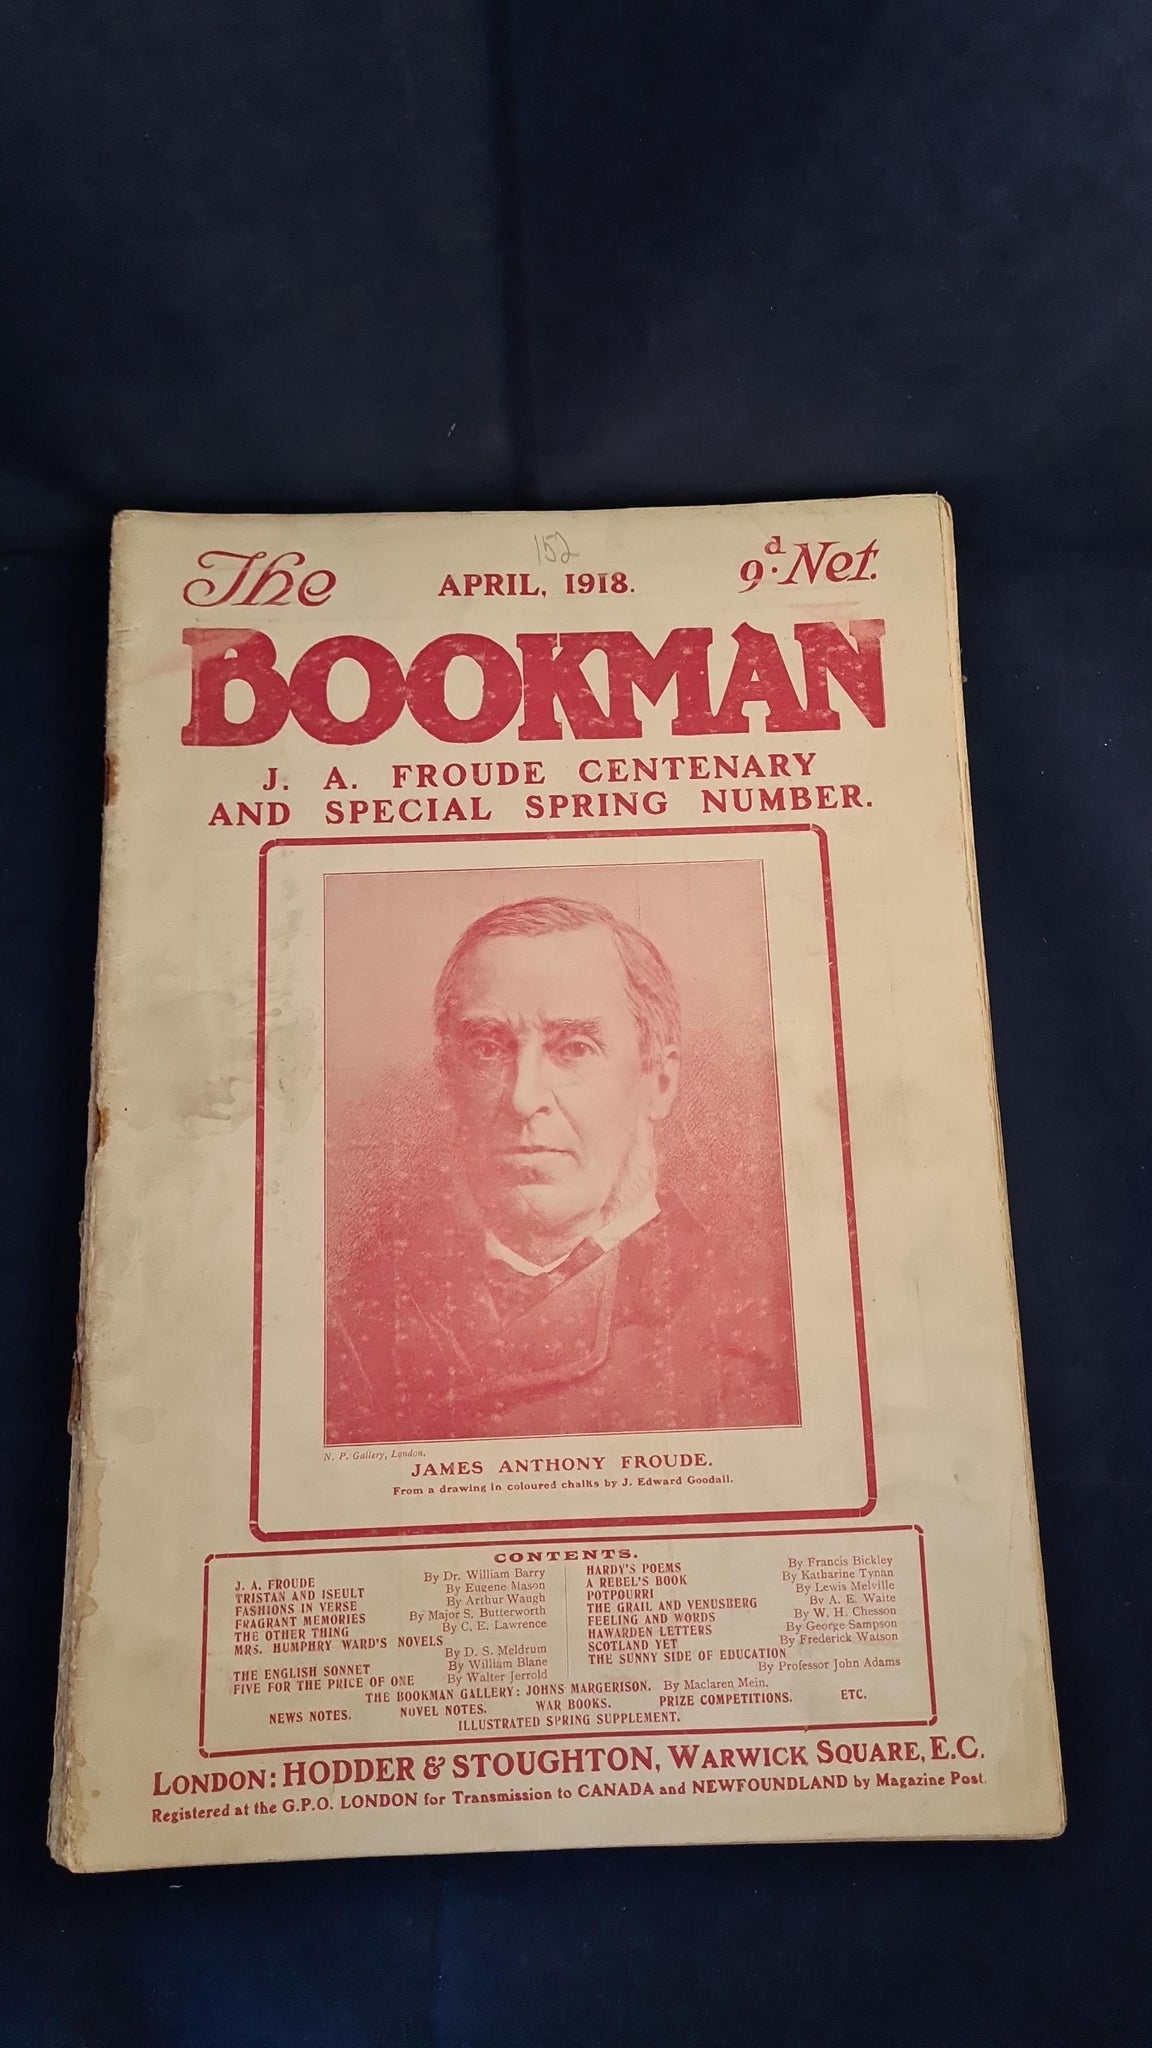 152
The APRIL, 1918. 9d. Net.
BOOKMAN
J. A. FROUDE CENTENARY
AND SPECIAL SPRING NUMBER.
N. P. Gallery, London.
JAMES ANTHONY FROUDE.
From a drawing in coloured chalks by J. Edward Goodall.
CONTENTS.
J. A. FROUDE By Dr. William Barry
TRISTAN AND ISEULT By Eugene Mason
FASHIONS IN VERSE By Arthur Waugh
FRAGRANT MEMORIES By Major S. Butterworth
THE OTHER THING By C. E. Lawrence
MRS. HUMPHRY WARD'S NOVELS
By D. S. Meldrum
THE ENGLISH SONNET By William Blane
FIVE FOR THE PRICE OF ONE By Walter Jerrold
HARDY'S POEMS By Francis Bickley
A REBEL'S BOOK By Katharine Tynan
POTPOURRI By Lewis Melville
THE GRAIL AND VENUSBERG By A. E. Waite
FEELING AND WORDS By W. H. Chesson
HAWARDEN LETTERS By George Sampson
SCOTLAND YET By Frederick Watson
THE SUNNY SIDE OF EDUCATION
By Professor John Adams
THE BOOKMAN GALLERY: JOHNS MARGERISON. By Maclaren Mein.
NEWS NOTES. NOVEL NOTES. WAR BOOKS. PRIZE COMPETITIONS. ETC.
ILLUSTRATED SPRING SUPPLEMENT.
LONDON: HODDER & STOUGHTON, WARWICK SQUARE, E.C.
Registered at the G.P.O. LONDON for Transmission to CANADA and NEWFOUNDLAND by Magazine Post.